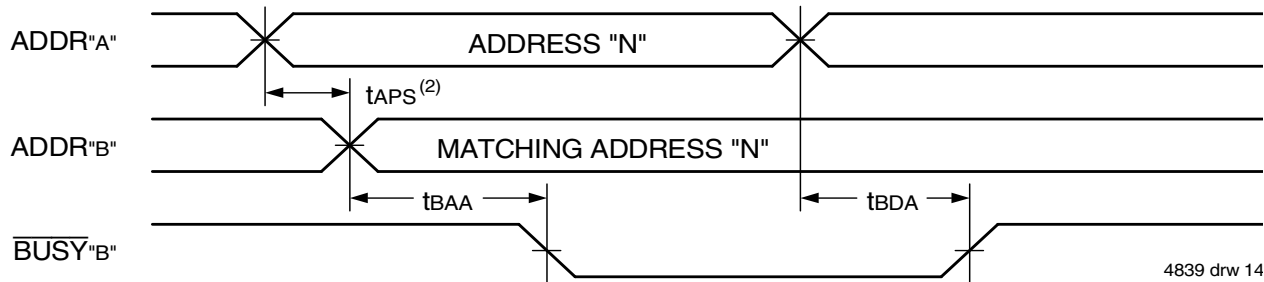 ADDR"A"
ADDRESS "N"
tAPS(2)
ADDR"B"
MATCHING ADDRESS "N"
tBAA
tBDA
BUSY"B"
4839 drw 14